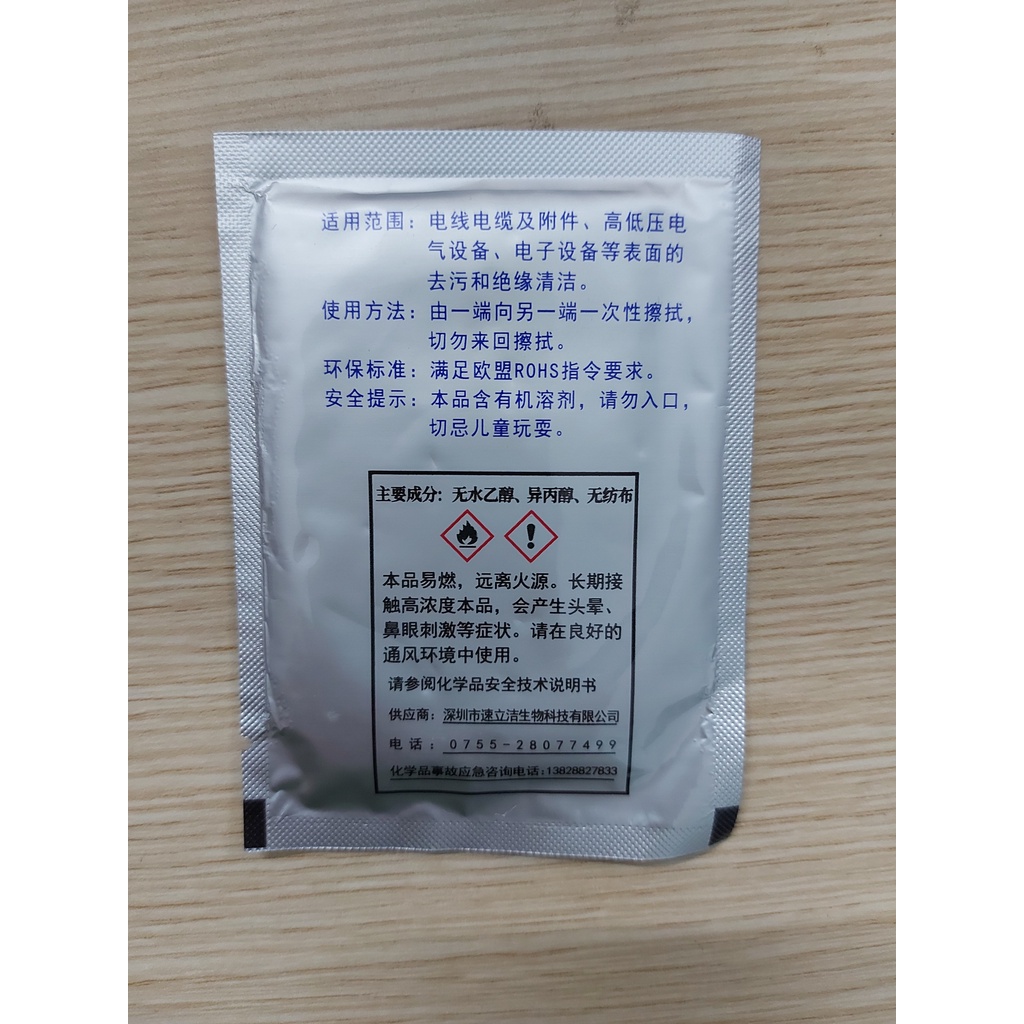 适用范围：电线电缆及附件、高低压电
气设备、电子设备等表面的
去污和绝缘清洁。
使用方法：由一端向另一端一次性擦拭，
切勿来回擦拭。
环保标准：满足欧盟ROHS指令要求。
安全提示：本品含有机溶剂，请勿入口，
切忌儿童玩耍。
主要成分：无水乙醇、异丙醇、无纺布
本品易燃，远离火源。长期接
触高浓度本品，会产生头晕、
鼻眼刺激等症状。请在良好的
通风环境中使用。
请参阅化学品安全技术说明书
供应商：深圳市速立洁生物科技有限公司
电话：0755-28077499
化学品事故应急咨询电话：13828827833